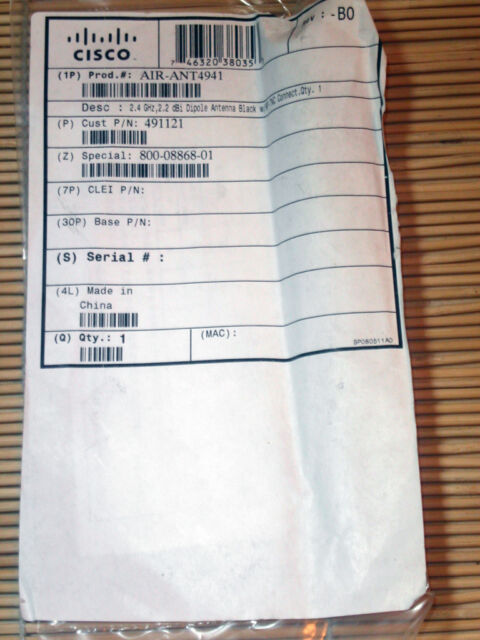 CISCO
7 46320 38035
REV : -B0
(1P) Prod.#: AIR-ANT4941
Desc : 2.4 GHz,2.2 dBi Dipole Antenna Black Connect.Qty. 1
(P) Cust P/N: 491121
(Z) Special: 800-08868-01
(7P) CLEI P/N:
(30P) Base P/N:
(S) Serial # :
(4L) Made in
China
(Q) Qty.: 1
(MAC):